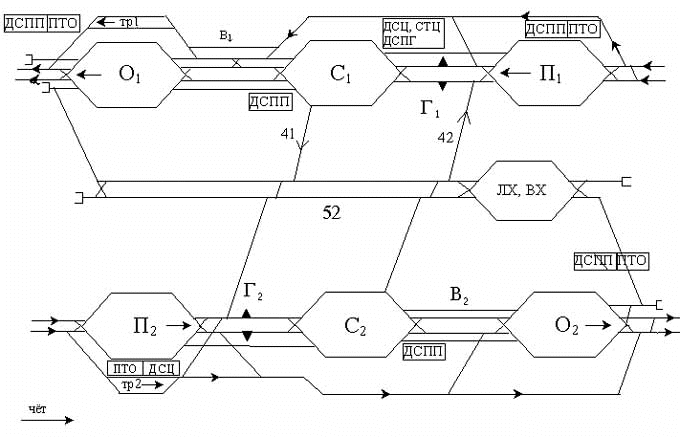 ДСПП ПТО
тр1
В1
ДСЦ, СТЦ
ДСПГ
ДСПП ПТО
О1
С1
П1
ДСПП
Г1
41
42
ЛХ, ВХ
52
ДСПП ПТО
Г2
В2
П2
С2
О2
ДСПП
ПТО ДСЦ
тр2
чёт